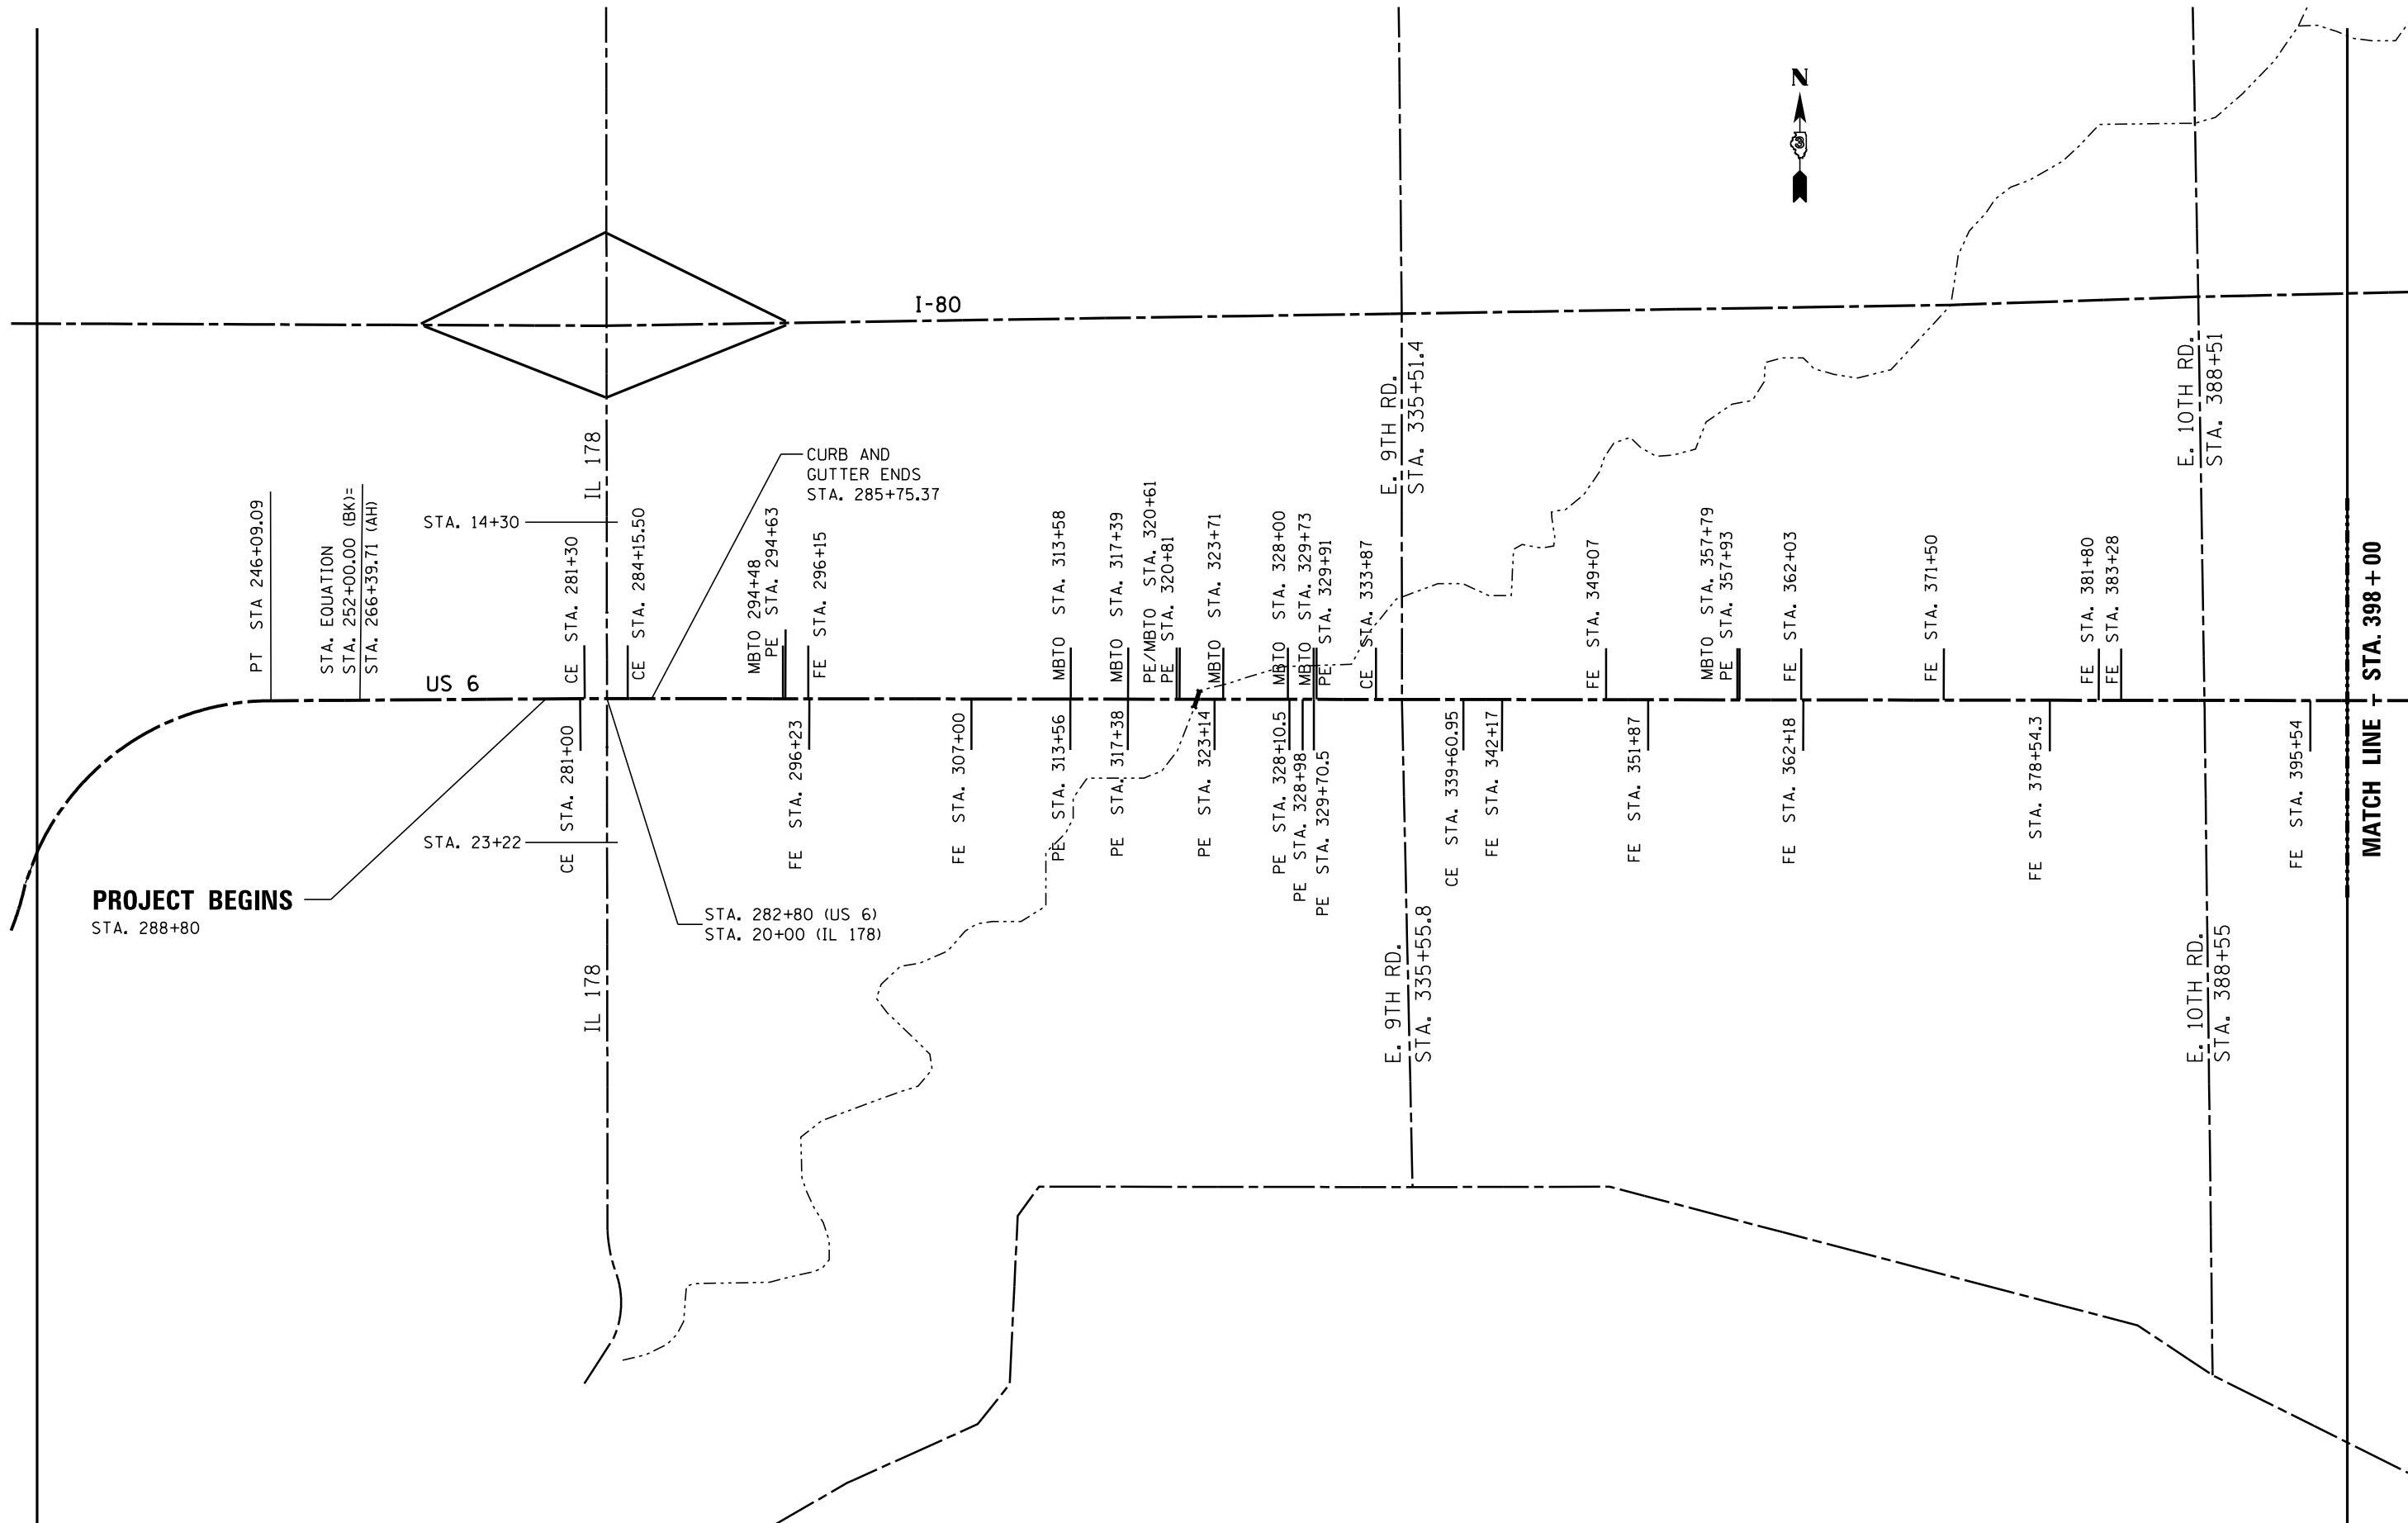 N
3
I-80
E. 9TH RD.
STA. 335+51.4
E. 10TH RD.
STA. 388+51
IL 178
CURB AND
GUTTER ENDS
STA. 285+75.37
PT STA 246+09.09
STA. EQUATION
STA. 252+00.00 (BK)=
STA. 266+39.71 (AH)
STA. 14+30
CE STA. 281+30
CE STA. 284+15.50
MBTO 294+48
PE STA. 294+63
FE STA. 296+15
MBTO STA. 313+58
MBTO STA. 317+39
PE/MBTO STA. 320+61
PE STA. 320+81
MBTO STA. 323+71
MBTO STA. 328+00
MBTO STA. 329+73
PE STA. 329+91
CE STA. 333+87
FE STA. 349+07
MBTO STA. 357+79
PE STA. 357+93
FE STA. 362+03
FE STA. 371+50
FE STA. 381+80
FE STA. 383+28
MATCH LINE - STA. 398+00
US 6
CE STA. 281+00
FE STA. 296+23
FE STA. 307+00
PE STA. 313+56
PE STA. 317+38
PE STA. 323+14
PE STA. 328+10.5
PE STA. 328+98
PE STA. 329+70.5
CE STA. 339+60.95
FE STA. 342+17
FE STA. 351+87
FE STA. 362+18
FE STA. 378+54.3
FE STA. 395+54
STA. 23+22
PROJECT BEGINS
STA. 288+80
STA. 282+80 (US 6)
STA. 20+00 (IL 178)
IL 178
E. 9TH RD.
STA. 335+55.8
E. 10TH RD.
STA. 388+55